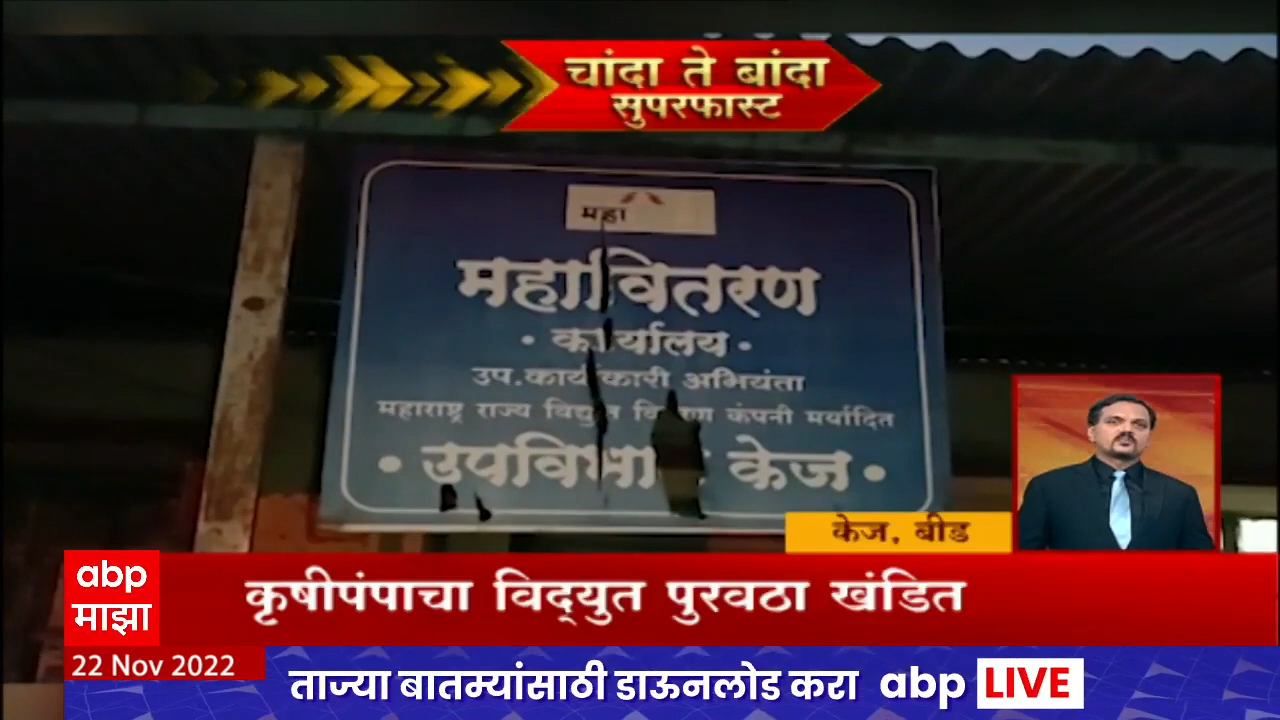 चांदा ते बांदा
सुपरफास्ट
महा
महावितरण
• कार्यालय •
उप.कार्यकारी अभियंता
महाराष्ट्र राज्य विद्युत वितरण कंपनी मर्यादित
• उपविभाग केज •
केज, बीड
abp
माझा
कृषीपंपाचा विद्‌युत पुरवठा खंडित
22 Nov 2022
ताज्या बातम्यांसाठी डाऊनलोड करा abp LIVE